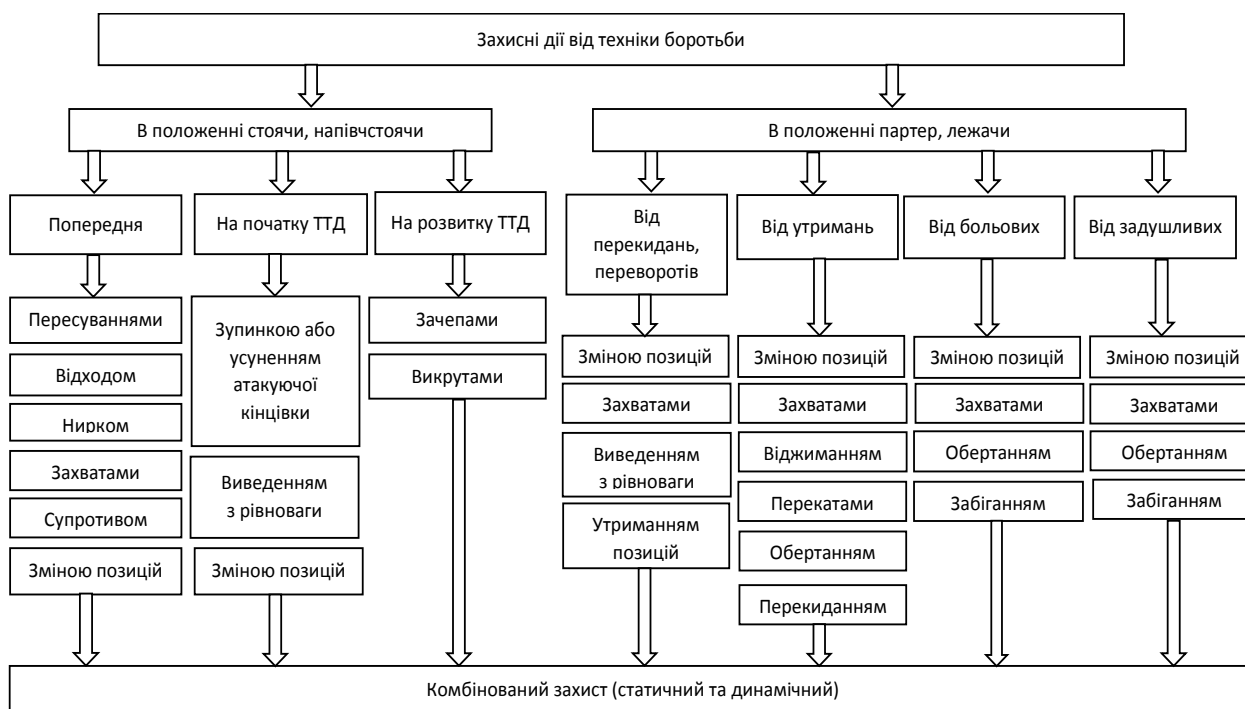 Захисні дії від техніки боротьби
В положенні стоячи, напівчстоячи
В положенні партер, лежачи
Попередня
На початку ТТД
На розвитку ТТД
Від
перекидань,
переворотів
Від утримань
Від больових
Від задушливих
Пересуваннями
Відходом
Нирком
Захватами
Супротивом
Зміною позицій
Зупинкою або
усуненням
атакуючої
кінцівки
Виведенням
з рівноваги
Зміною позицій
Зачепами
Викрутами
Зміною позицій
Захватами
Виведенням
з рівноваги
Утриманням
позицій
Зміною позицій
Захватами
Віджиманням
Перекатами
Обертанням
Перекиданням
Зміною позицій
Захватами
Обертанням
Забіганням
Зміною позицій
Захватами
Обертанням
Забіганням
Комбінований захист (статичний та динамічний)